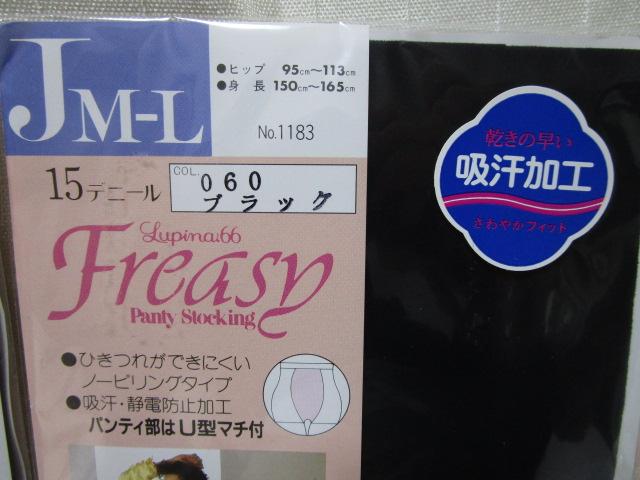 JM-L
●ヒップ 95cm〜113cm
●身長 150cm〜165cm
No.1183
15デニール
COL.
060
ブラック
Lupina:66
Freasy
Panty Stocking
●ひきつれができにくい
ノーピリングタイプ
●吸汗・静電防止加工
パンティ部はU型マチ付
乾きの早い
吸汗加工
さわやかフィット